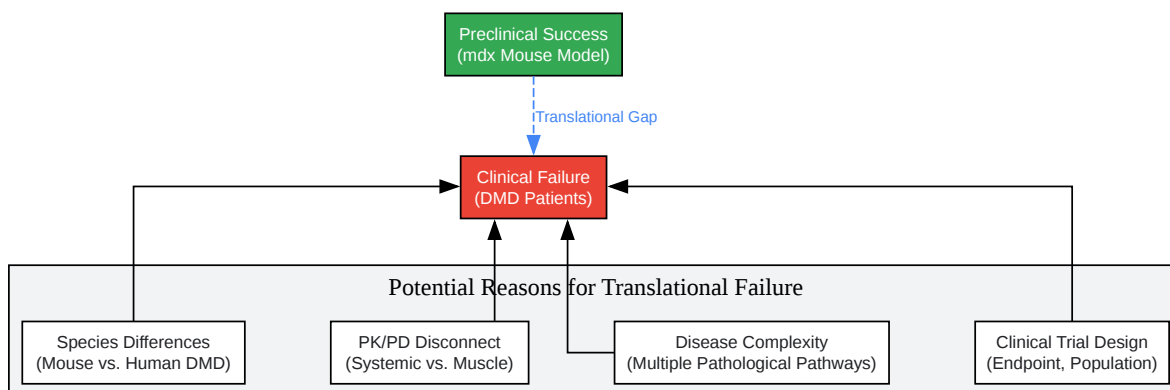 Preclinical Success
(mdx Mouse Model)
Translational Gap
Clinical Failure
(DMD Patients)
Potential Reasons for Translational Failure
Species Differences
(Mouse vs. Human DMD)
PK/PD Disconnect
(Systemic vs. Muscle)
Disease Complexity
(Multiple Pathological Pathways)
Clinical Trial Design
(Endpoint, Population)